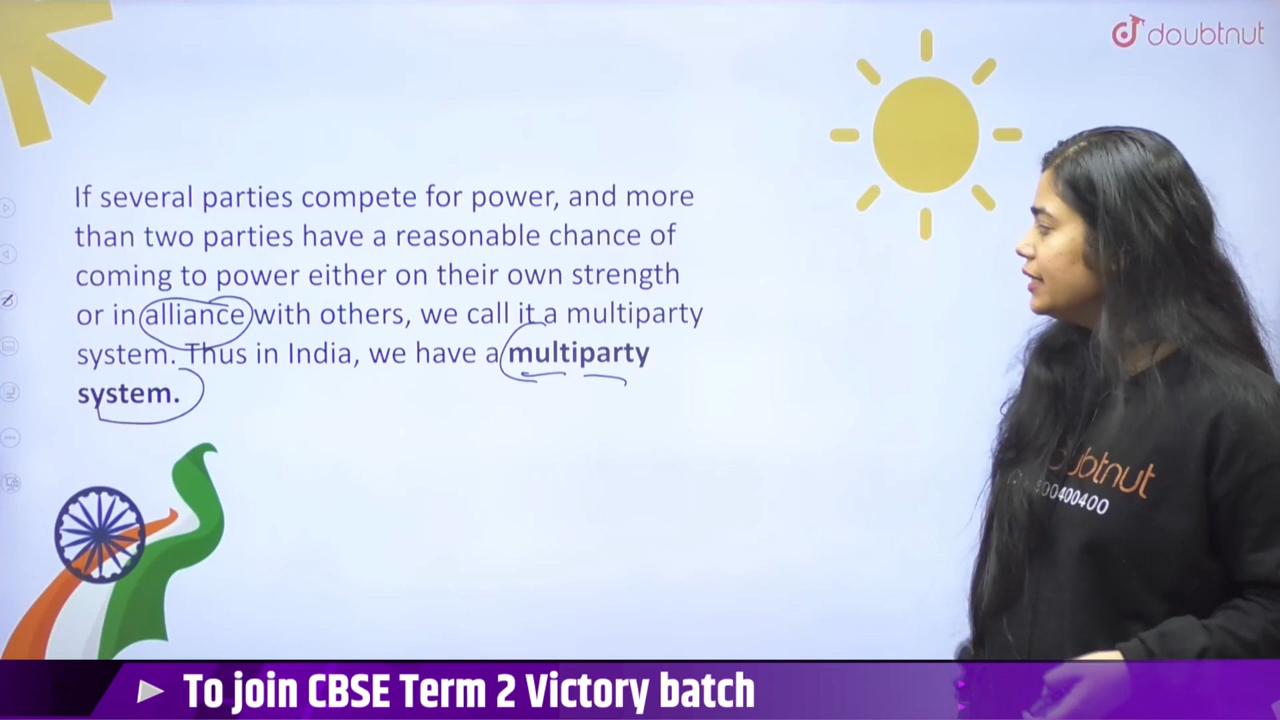 doubtnut
If several parties compete for power, and more
than two parties have a reasonable chance of
coming to power either on their own strength
or in alliance with others, we call it a multiparty
system. Thus in India, we have a multiparty
system.
ubtnut
00400400
To join CBSE Term 2 Victory batch